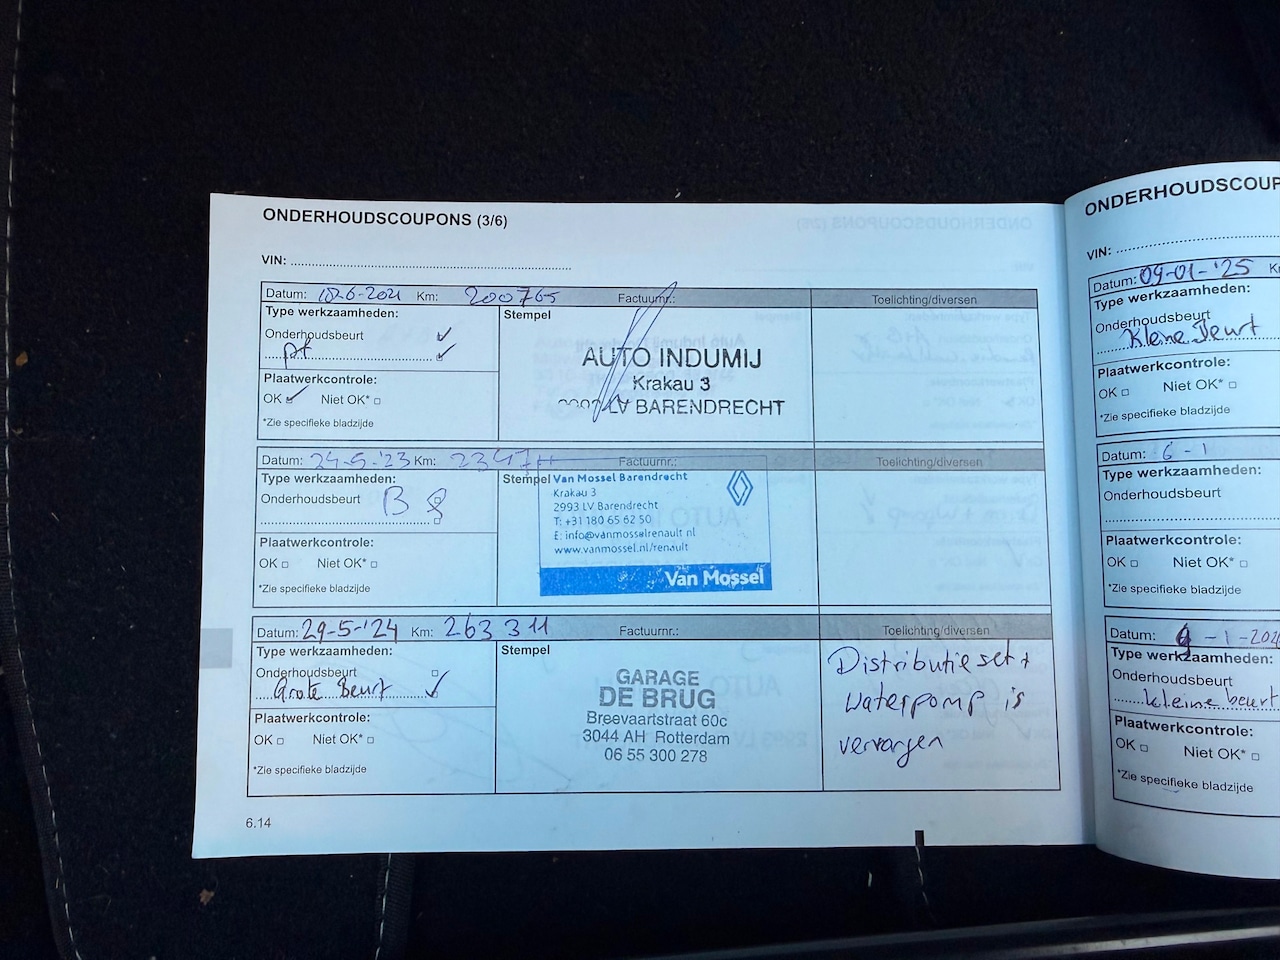 ONDERHOUDSCOUPONS (3/6)
VIN:
Datum: 10-6-2021 Km: 200765 Factuurnr.: Toelichting/diversen
Type werkzaamheden:
Onderhoudsbeurt
pt
Plaatwerkcontrole:
OK Niet OK*
*Zie specifieke bladzijde
Stempel
AUTO INDUMIJ
Krakau 3
LV BARENDRECHT
Datum: 24-5-'23 Km: Factuurnr.: Toelichting/diversen
Type werkzaamheden:
Onderhoudsbeurt B
Plaatwerkcontrole:
OK Niet OK*
*Zie specifieke bladzijde
Stempel
Van Mossel Barendrecht
Krakau 3
2993 LV Barendrecht
T: +31 180 65 62 50
E: info@vanmosselrenault.nl
www.vanmossel.nl/renault
Van Mossel
Datum: 29-5-'24 Km: 263 311 Factuurnr.: Toelichting/diversen
Type werkzaamheden:
Onderhoudsbeurt
Grote Beurt
Plaatwerkcontrole:
OK Niet OK*
*Zie specifieke bladzijde
Stempel
GARAGE
DE BRUG
Breevaartstraat 60c
3044 AH Rotterdam
06 55 300 278
Distributie set +
Waterpomp is
vervangen
6.14
ONDERHOUDSCOUP
VIN:
Datum: 09-01-'25
Type werkzaamheden:
Onderhoudsbeurt
Kleine Beurt
Plaatwerkcontrole:
OK Niet OK*
*Zie specifieke bladzijde
Datum: 6-1
Type werkzaamheden:
Onderhoudsbeurt
Plaatwerkcontrole:
OK Niet OK*
*Zie specifieke bladzijde
Datum:
Type werkzaamheden:
Onderhoudsbeurt
kleine beurt
Plaatwerkcontrole:
OK Niet OK*
*Zie specifieke bladzijde